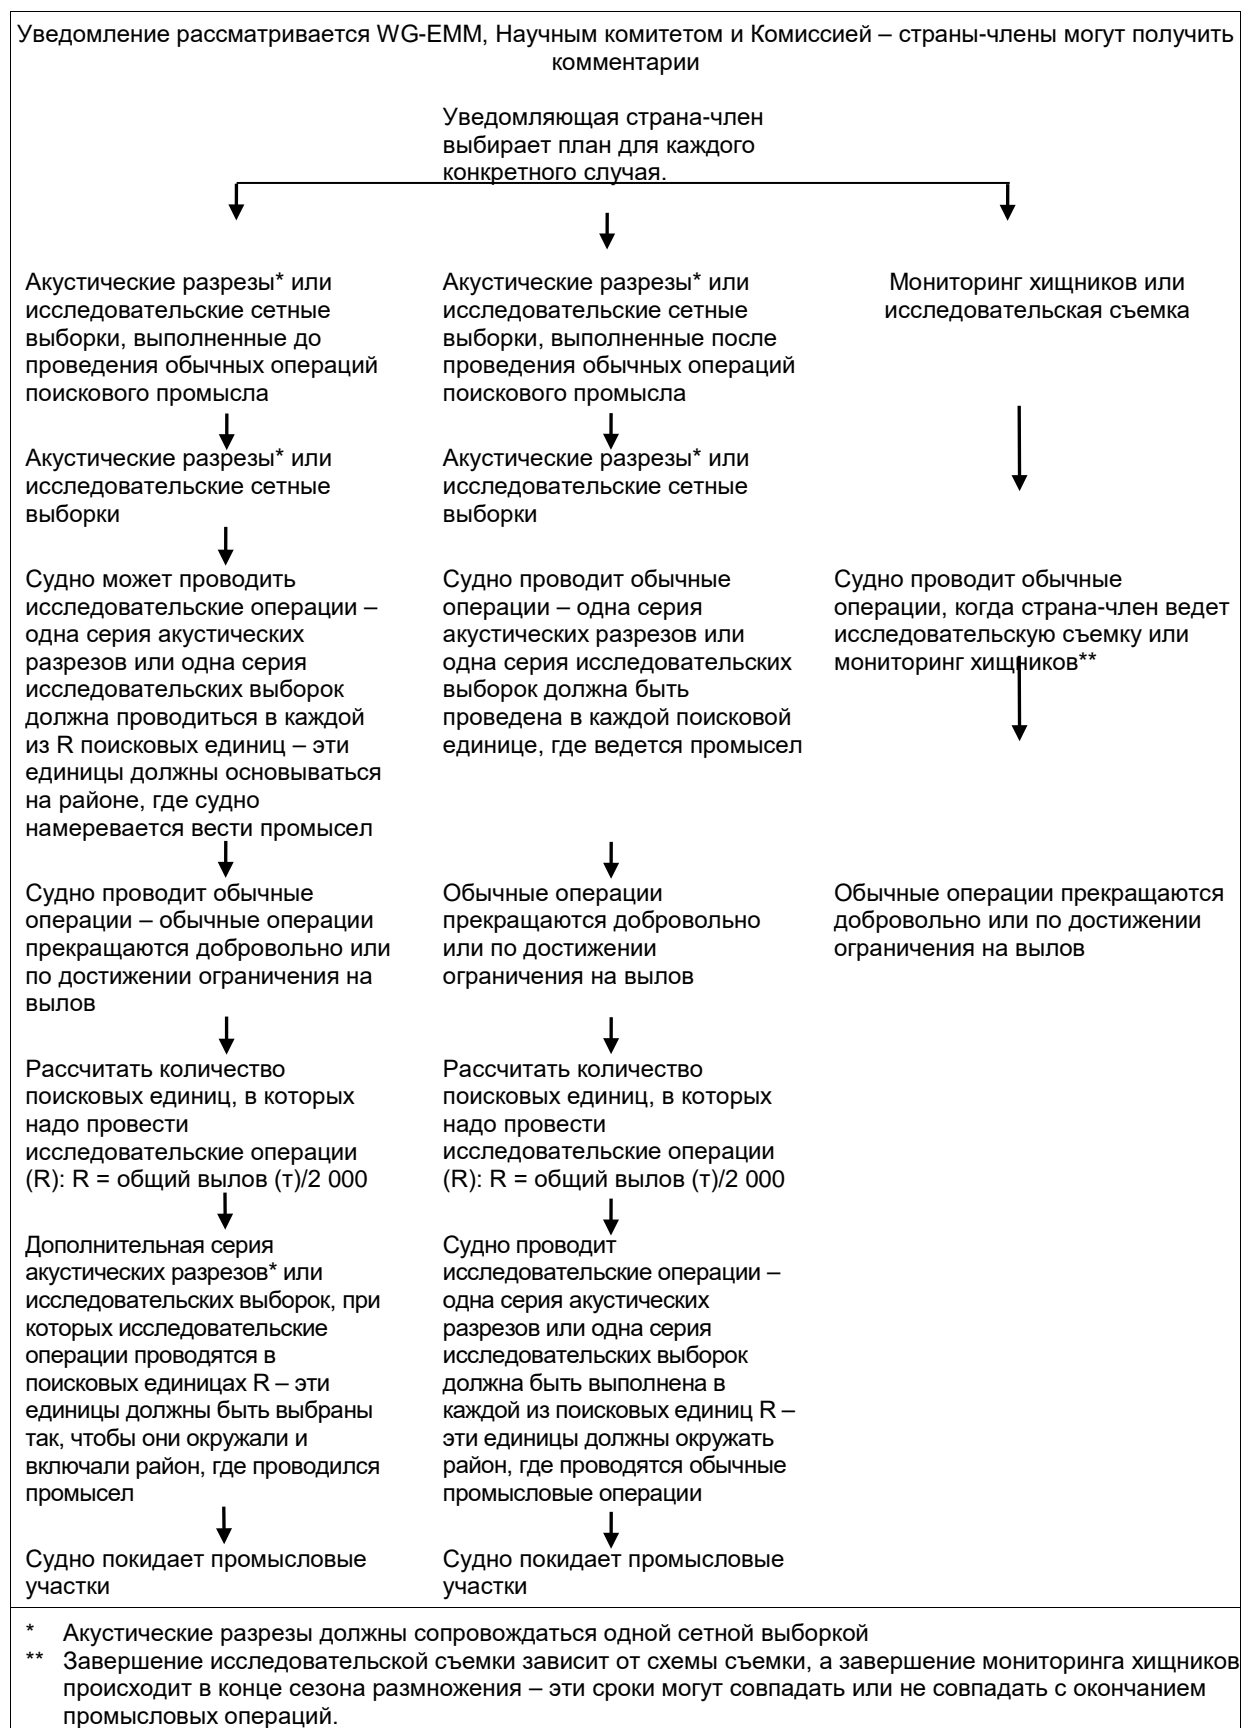 Уведомление рассматривается WG-EMM, Научным комитетом и Комиссией – страны-члены могут получить
комментарии
Уведомляющая страна-член
выбирает план для каждого
конкретного случая.
Акустические разрезы* или
исследовательские сетные
выборки, выполненные до
проведения обычных операций
поискового промысла
Акустические разрезы* или
исследовательские сетные
выборки, выполненные после
проведения обычных операций
поискового промысла
Мониторинг хищников или
исследовательская съемка
Акустические разрезы* или
исследовательские сетные
выборки
Акустические разрезы* или
исследовательские сетные
выборки
Судно может проводить
исследовательские операции –
одна серия акустических
разрезов или одна серия
исследовательских выборок
должна проводиться в каждой
из R поисковых единиц – эти
единицы должны основываться
на районе, где судно
намеревается вести промысел
Судно проводит обычные
операции – одна серия
акустических разрезов или
одна серия исследовательских
выборок должна быть
проведена в каждой поисковой
единице, где ведется промысел
Судно проводит обычные
операции, когда страна-член ведет
исследовательскую съемку или
мониторинг хищников**
Судно проводит обычные
операции – обычные операции
прекращаются добровольно или
по достижении ограничения на
вылов
Обычные операции
прекращаются добровольно
или по достижении
ограничения на вылов
Обычные операции прекращаются
добровольно или по достижении
ограничения на вылов
Рассчитать количество
поисковых единиц, в которых
надо провести
исследовательские операции
(R): R = общий вылов (т)/2 000
Рассчитать количество
поисковых единиц, в которых
надо провести
исследовательские операции
(R): R = общий вылов (т)/2 000
Дополнительная серия
акустических разрезов* или
исследовательских выборок, при
которых исследовательские
операции проводятся в
поисковых единицах R – эти
единицы должны быть выбраны
так, чтобы они окружали и
включали район, где проводился
промысел
Судно проводит
исследовательские операции –
одна серия акустических
разрезов или одна серия
исследовательских выборок
должна быть выполнена в
каждой из поисковых единиц R –
эти единицы должны окружать
район, где проводятся обычные
промысловые операции
Судно покидает промысловые
участки
Судно покидает промысловые
участки
* Акустические разрезы должны сопровождаться одной сетной выборкой
** Завершение исследовательской съемки зависит от схемы съемки, а завершение мониторинга хищников
происходит в конце сезона размножения – эти сроки могут совпадать или не совпадать с окончанием
промысловых операций.